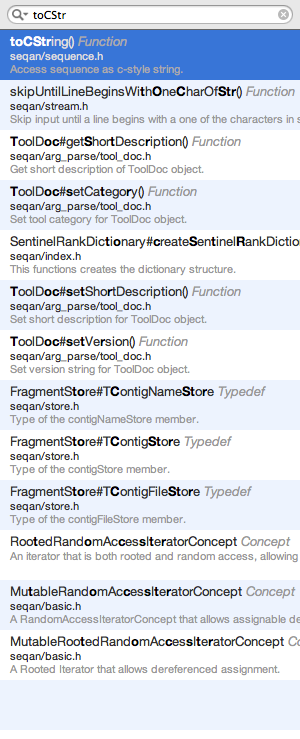 toCStr
toCString() Function
seqan/sequence.h
Access sequence as c-style string.
skipUntilLineBeginsWithOneCharOfStr() Function
seqan/stream.h
Skip input until a line begins with a one of the characters in s
ToolDoc#getShortDescription() Function
seqan/arg_parse/tool_doc.h
Get short description of ToolDoc object.
ToolDoc#setCategory() Function
seqan/arg_parse/tool_doc.h
Set tool category for ToolDoc object.
SentinelRankDictionary#createSentinelRankDictio
seqan/index.h
This functions creates the dictionary structure.
ToolDoc#setShortDescription() Function
seqan/arg_parse/tool_doc.h
Set short description for ToolDoc object.
ToolDoc#setVersion() Function
seqan/arg_parse/tool_doc.h
Set version string for ToolDoc object.
FragmentStore#TContigNameStore Typedef
seqan/store.h
Type of the contigNameStore member.
FragmentStore#TContigStore Typedef
seqan/store.h
Type of the contigStore member.
FragmentStore#TContigFileStore Typedef
seqan/store.h
Type of the contigFileStore member.
RootedRandomAccessIteratorConcept Concept
An iterator that is both rooted and random access, allowing
MutableRandomAccessIteratorConcept Concept
seqan/basic.h
A RandomAccessIteratorConcept that allows assignable de
MutableRootedRandomAccessIteratorConcept Con
seqan/basic.h
A Rooted Iterator that allows dereferenced assignment.